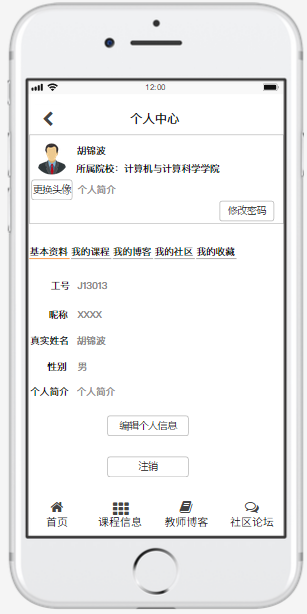 12:00
个人中心
胡锦波
所属院校：计算机与计算科学学院
更换头像 个人简介
修改密码
基本资料 我的课程 我的博客 我的社区 我的收藏
工号 J13013
昵称 XXXX
真实姓名 胡锦波
性别 男
个人简介 个人简介
编辑个人信息
注销
首页 课程信息 教师博客 社区论坛